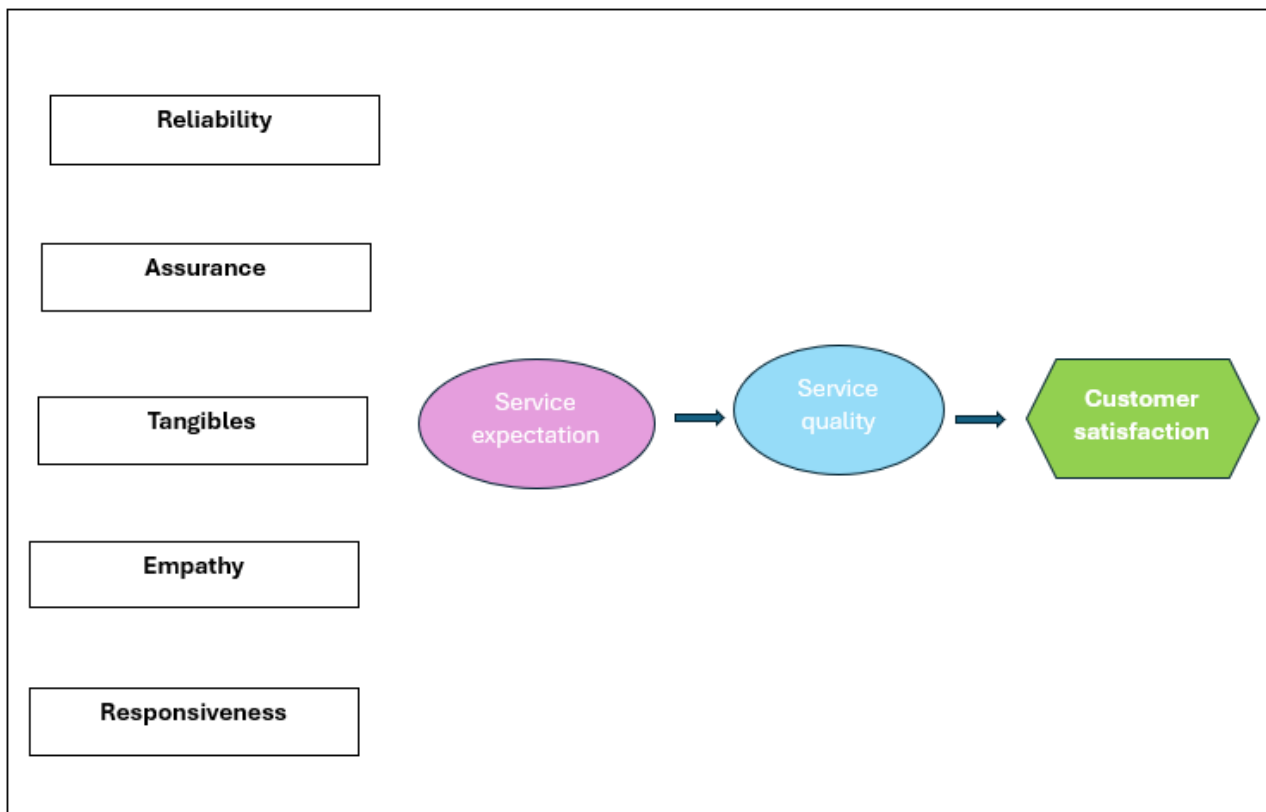 Reliability
Assurance
Tangibles
Empathy
Responsiveness
Service
expectation
Service
quality
Customer
satisfaction